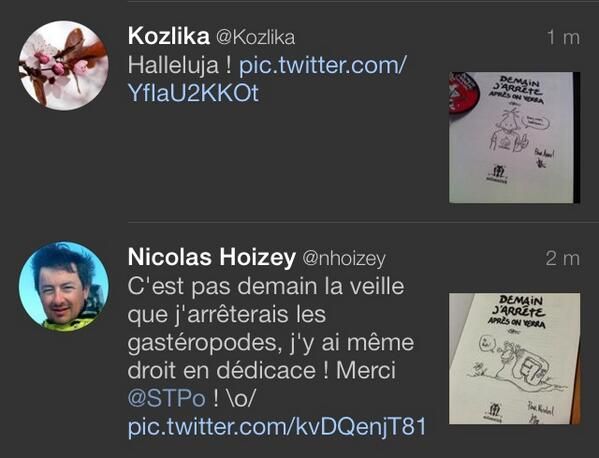 Kozlika @Kozlika 1 m
Halleluja ! pic.twitter.com/
YflaU2KKOt
DEMAIN
J'ARRÊTE
APRÈS ON VERRA
Nicolas Hoizey @nhoizey 2 m
C'est pas demain la veille
que j'arrêterais les
gastéropodes, j'y ai même
droit en dédicace ! Merci
@STPo ! \o/
pic.twitter.com/kvDQenjT81
DEMAIN
J'ARRÊTE
APRÈS ON VERRA
Pour Nicolas !